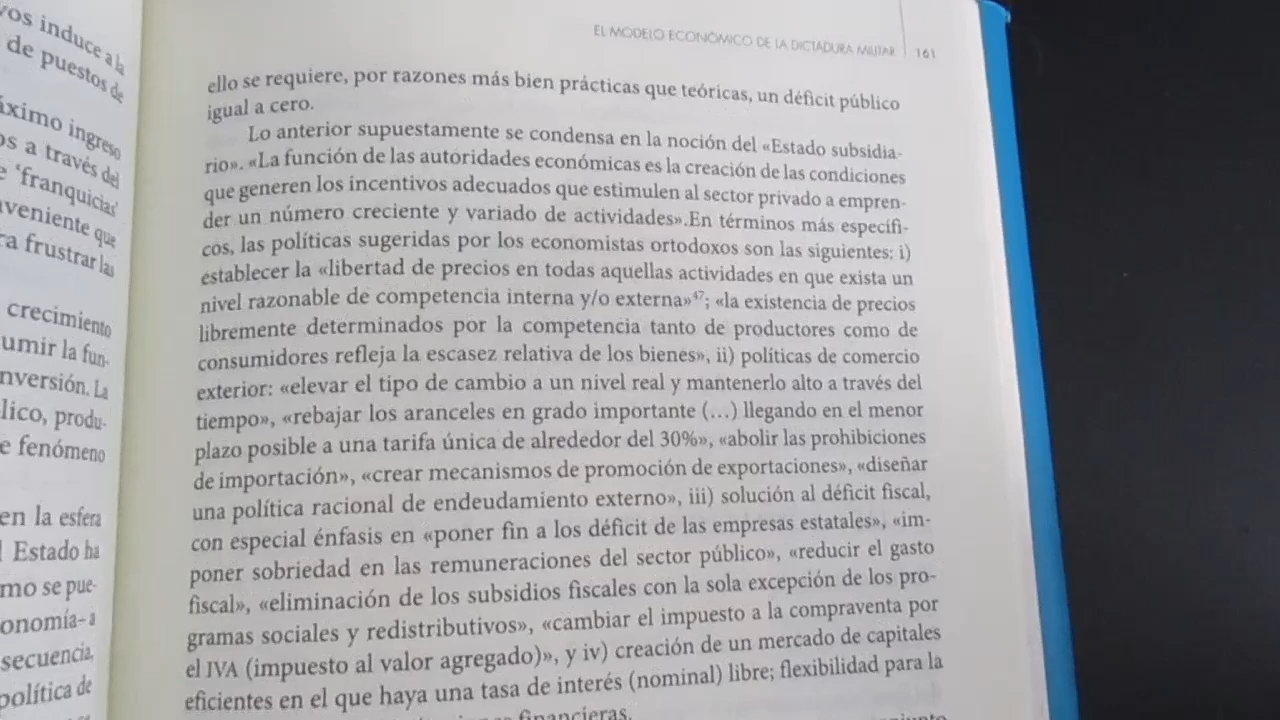 vos induce a la
de puestos de
áximo ingreso
os a través del
e 'franquicias'
nveniente que
ra frustrar las
crecimiento
umir la fun-
nversión. La
lico, produ-
e fenómeno
en la esfera
Estado ha
mo se pue-
onomía- a
secuencia,
política de
EL MODELO ECONÓMICO DE LA DICTADURA MILITAR 161
ello se requiere, por razones más bien prácticas que teóricas, un déficit público
igual a cero.
Lo anterior supuestamente se condensa en la noción del «Estado subsidia-
rio». «La función de las autoridades económicas es la creación de las condiciones
que generen los incentivos adecuados que estimulen al sector privado a empren-
der un número creciente y variado de actividades».En términos más específi-
cos, las políticas sugeridas por los economistas ortodoxos son las siguientes: i)
establecer la «libertad de precios en todas aquellas actividades en que exista un
nivel razonable de competencia interna y/o externa»⁴⁷; «la existencia de precios
libremente determinados por la competencia tanto de productores como de
consumidores refleja la escasez relativa de los bienes», ii) políticas de comercio
exterior: «elevar el tipo de cambio a un nivel real y mantenerlo alto a través del
tiempo», «rebajar los aranceles en grado importante (...) llegando en el menor
plazo posible a una tarifa única de alrededor del 30%», «abolir las prohibiciones
de importación», «crear mecanismos de promoción de exportaciones», «diseñar
una política racional de endeudamiento externo», iii) solución al déficit fiscal,
con especial énfasis en «poner fin a los déficit de las empresas estatales», «im-
poner sobriedad en las remuneraciones del sector público», «reducir el gasto
fiscal», «eliminación de los subsidios fiscales con la sola excepción de los pro-
gramas sociales y redistributivos», «cambiar el impuesto a la compraventa por
el IVA (impuesto al valor agregado)», y iv) creación de un mercado de capitales
eficientes en el que haya una tasa de interés (nominal) libre; flexibilidad para la
financieras.